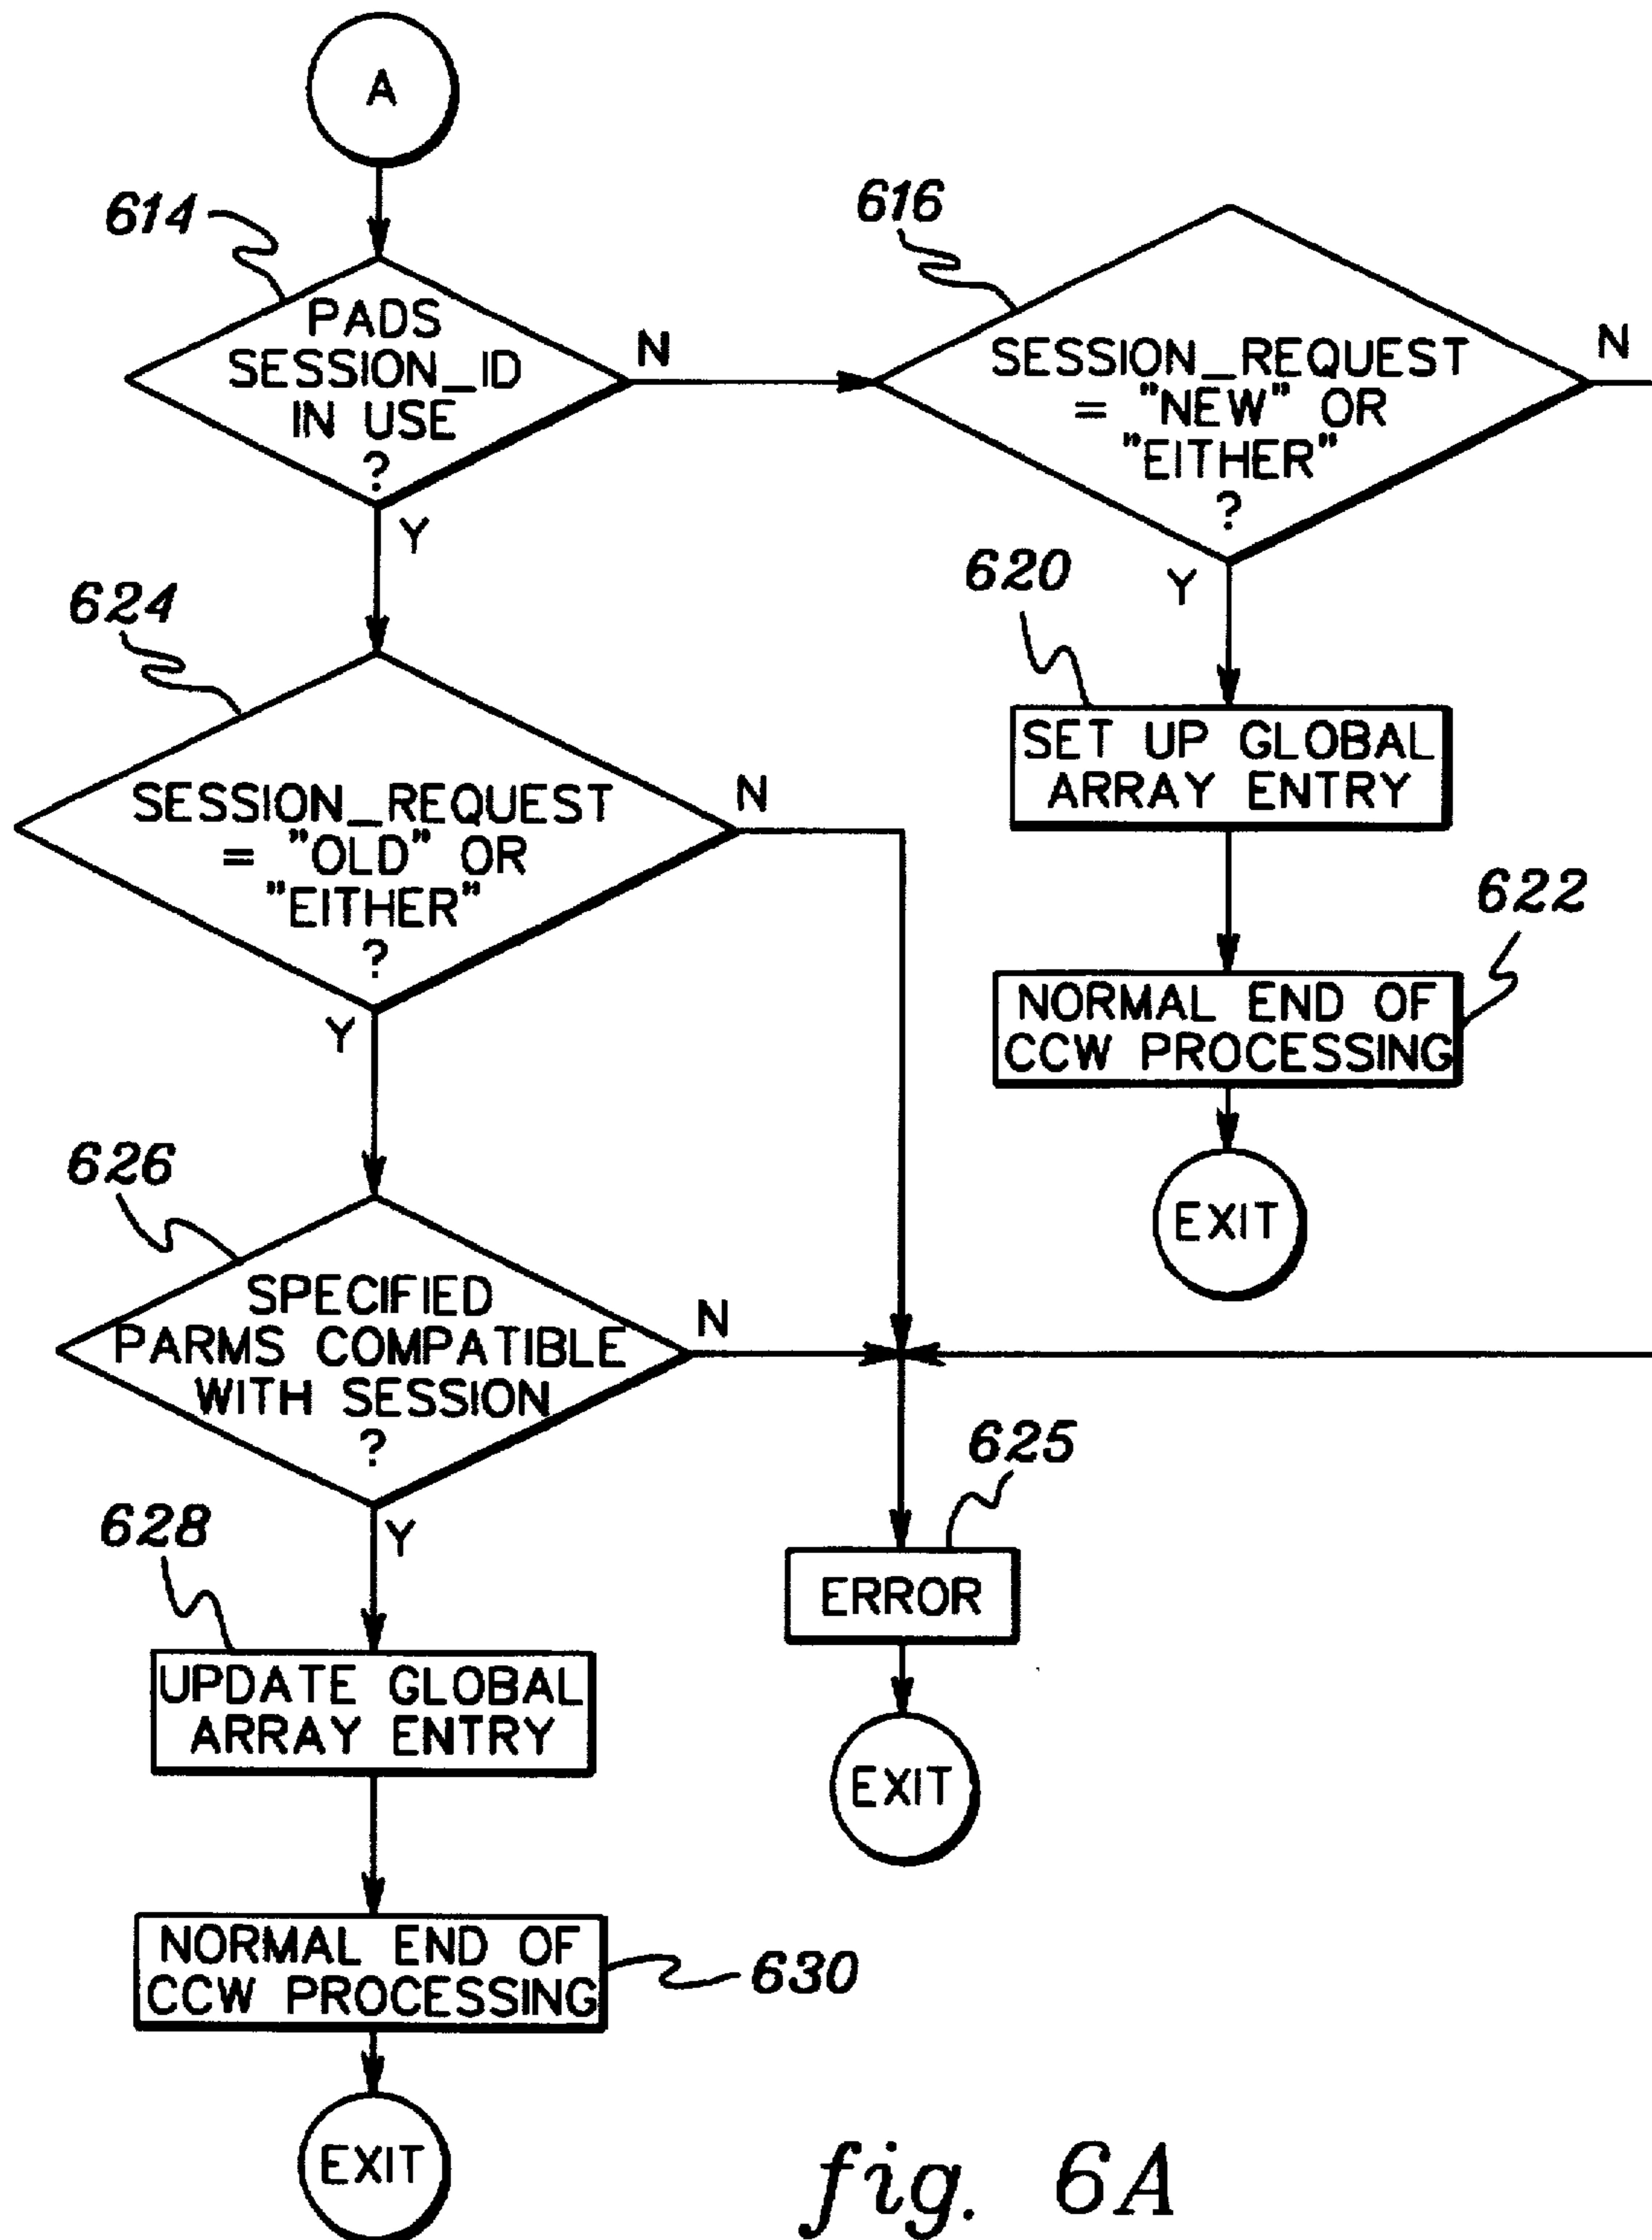 A
614
PADS
SESSION_ID
IN USE
?
N
Y
616
SESSION_REQUEST
= "NEW" OR
"EITHER"
?
N
Y
620
SET UP GLOBAL
ARRAY ENTRY
622
NORMAL END OF
CCW PROCESSING
EXIT
624
SESSION_REQUEST
= "OLD" OR
"EITHER"
?
N
Y
626
SPECIFIED
PARMS COMPATIBLE
WITH SESSION
?
N
Y
625
ERROR
EXIT
628
UPDATE GLOBAL
ARRAY ENTRY
NORMAL END OF
CCW PROCESSING
630
EXIT
fig. 6A